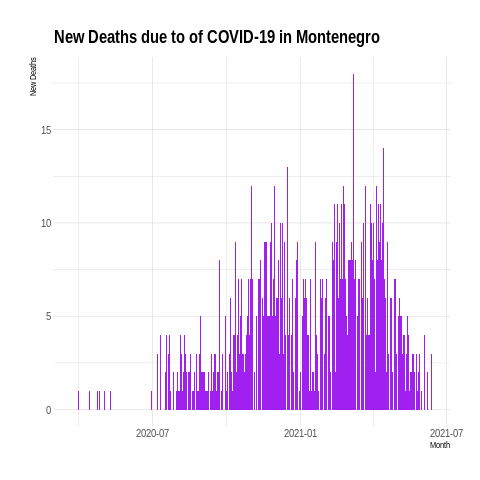 New Deaths due to of COVID-19 in Montenegro
New Deaths
15
10
5
0
2020-07
2021-01
2021-07
Month